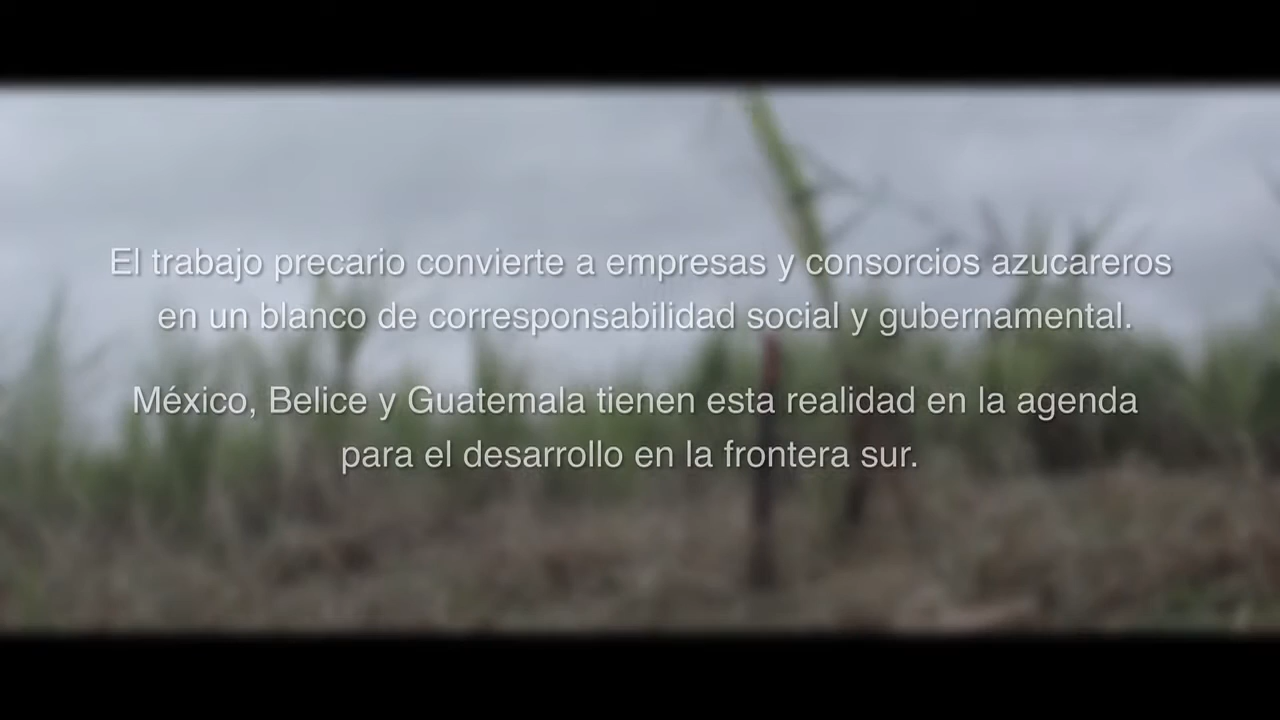 El trabajo precario convierte a empresas y consorcios azucareros
en un blanco de corresponsabilidad social y gubernamental.
México, Belice y Guatemala tienen esta realidad en la agenda
para el desarrollo en la frontera sur.